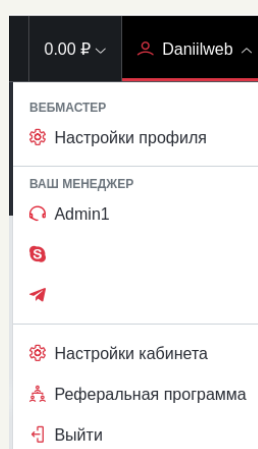 0.00 ₽
Daniilweb
ВЕБМАСТЕР
Настройки профиля
ВАШ МЕНЕДЖЕР
Admin1
Настройки кабинета
Реферальная программа
Выйти